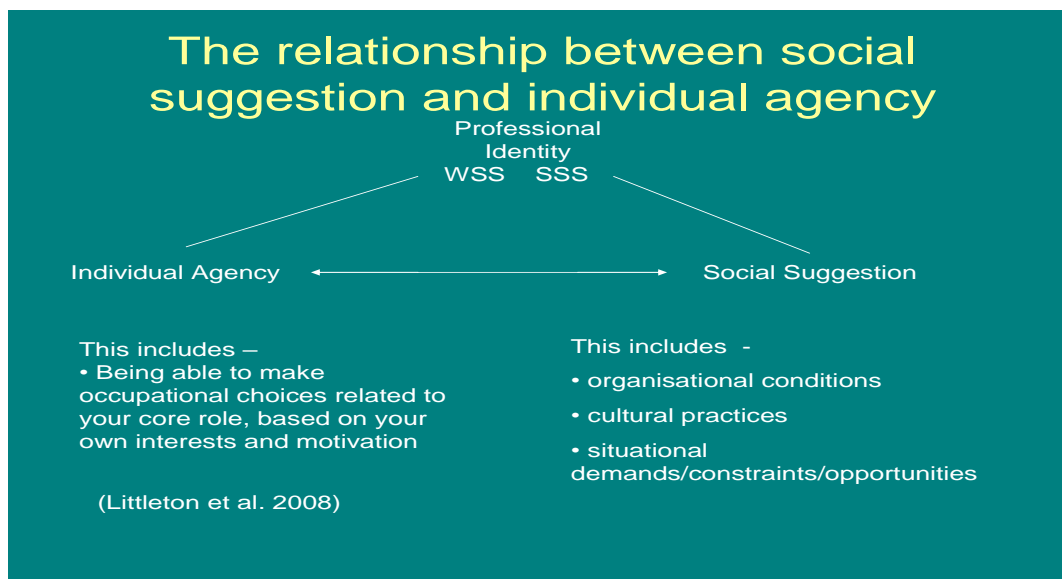 The relationship between social
suggestion and individual agency
Professional
Identity
WSS SSS
Individual Agency
Social Suggestion
This includes –
• Being able to make
occupational choices related to
your core role, based on your
own interests and motivation
(Littleton et al. 2008)
This includes -
• organisational conditions
• cultural practices
• situational
demands/constraints/opportunities